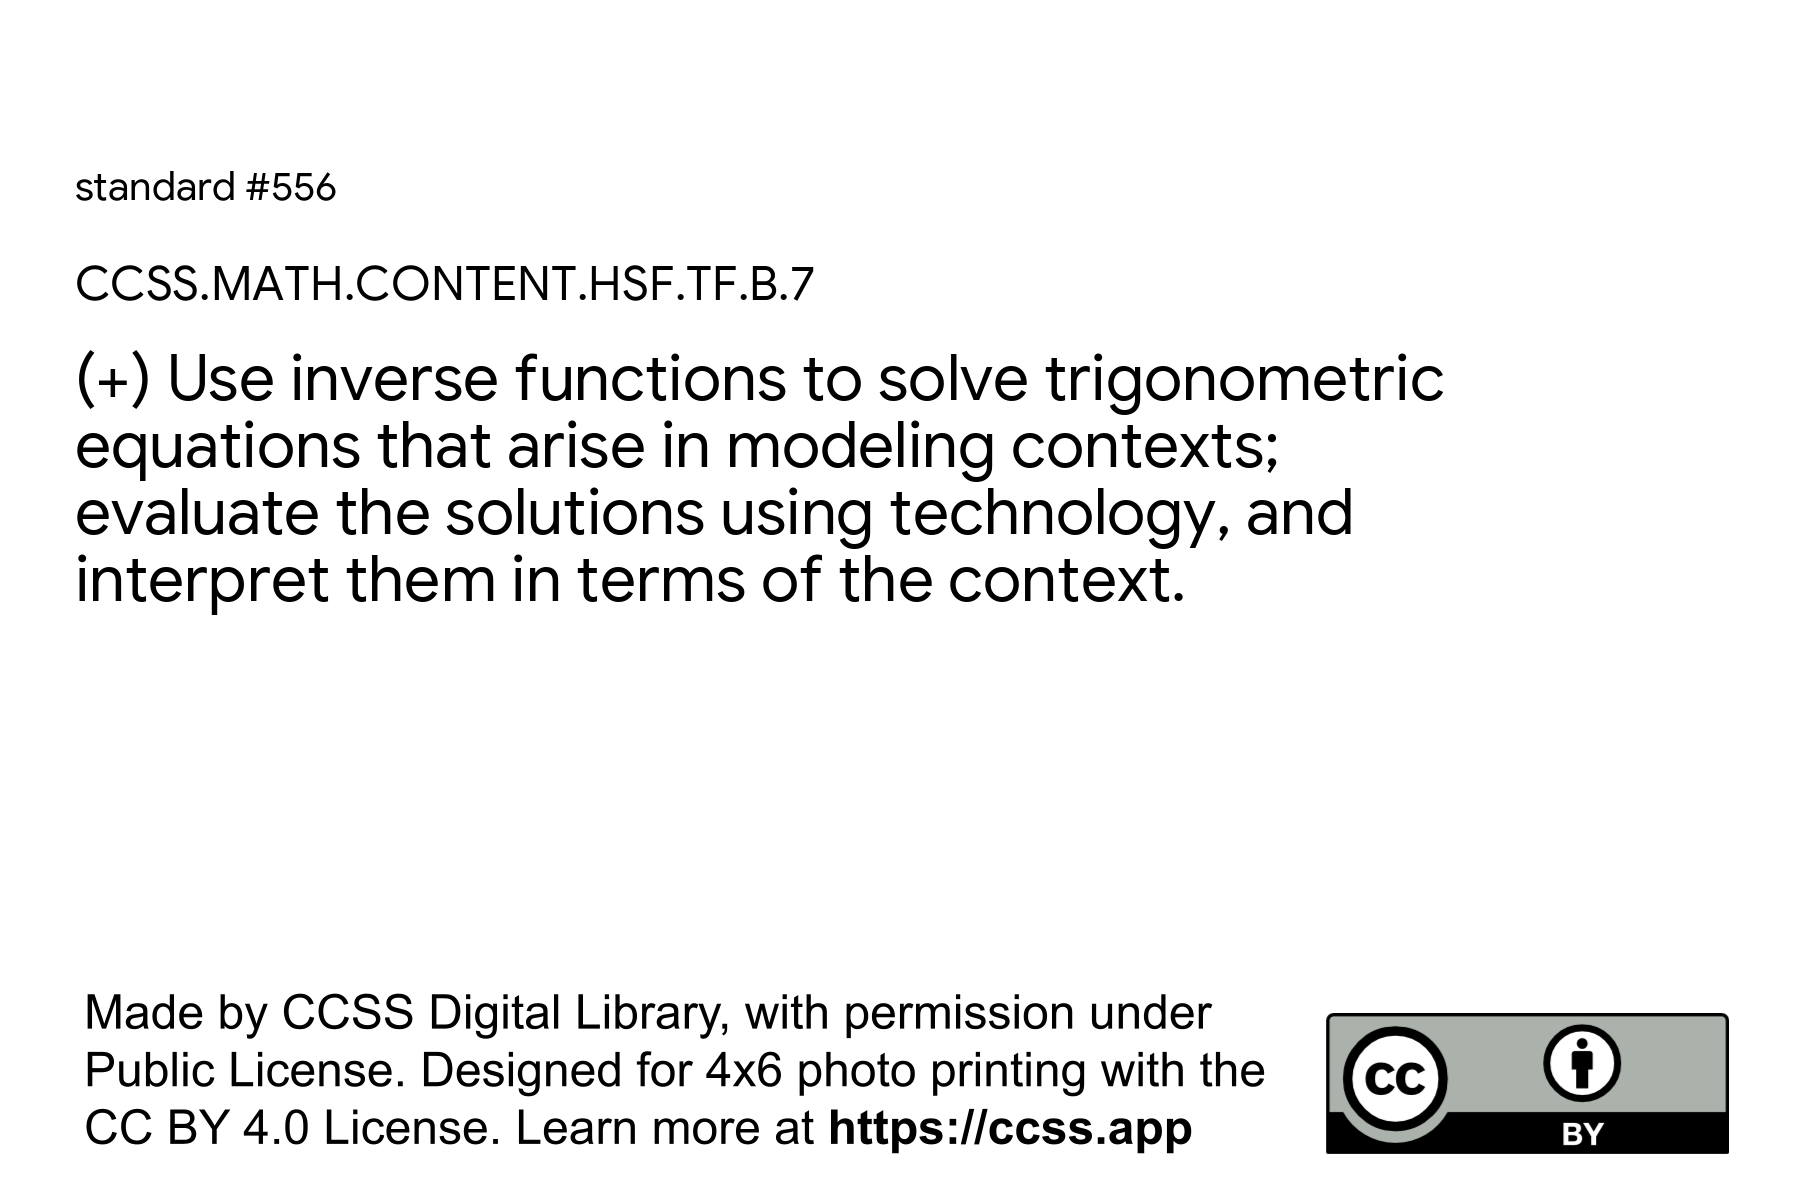 standard #556
CCSS.MATH.CONTENT.HSF.TF.B.7
(+) Use inverse functions to solve trigonometric
equations that arise in modeling contexts;
evaluate the solutions using technology, and
interpret them in terms of the context.
Made by CCSS Digital Library, with permission under
Public License. Designed for 4x6 photo printing with the
CC BY 4.0 License. Learn more at https://ccss.app
CC
BY